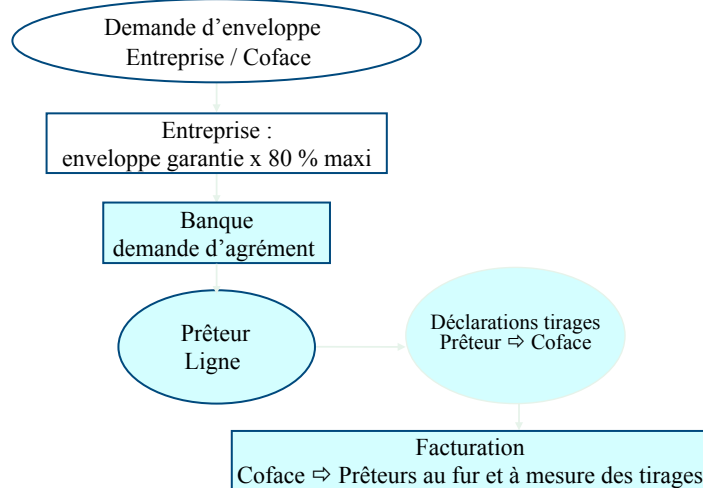 Demande d’enveloppe
Entreprise / Coface
Entreprise :
enveloppe garantie x 80 % maxi
Banque
demande d’agrément
Prêteur
Ligne
Déclarations tirages
Prêteur ⇨ Coface
Facturation
Coface ⇨ Prêteurs au fur et à mesure des tirages